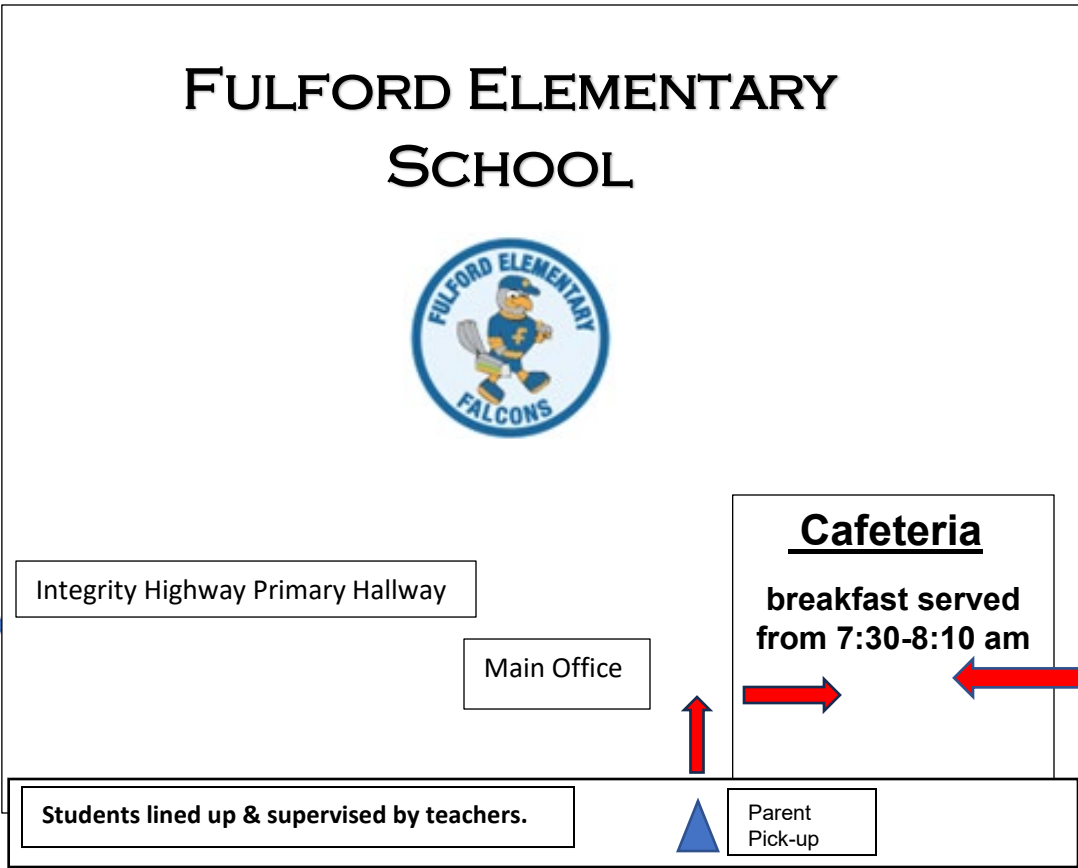 FULFORD ELEMENTARY
SCHOOL
FULFORD ELEMENTARY
f
FALCONS
Cafeteria
breakfast served
from 7:30-8:10 am
Integrity Highway Primary Hallway
Main Office
Students lined up & supervised by teachers.
Parent
Pick-up